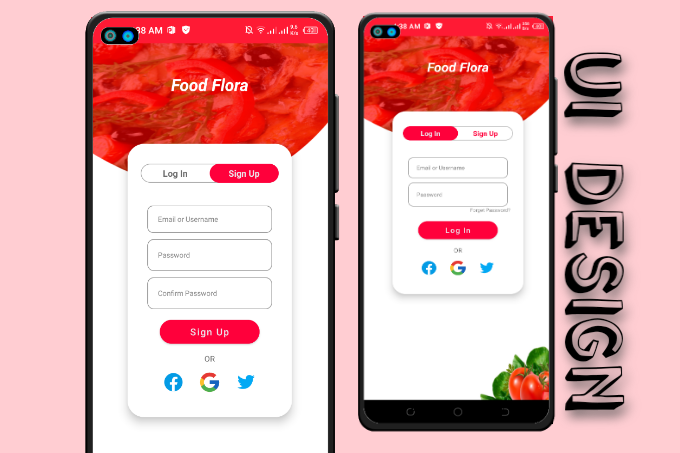 :38 AM
Food Flora
Log In
Sign Up
Email or Username
Password
Confirm Password
Sign Up
OR
:38 AM
Food Flora
Log In
Sign Up
Email or Username
Password
Forget Password?
Log In
OR
UI DESIGN